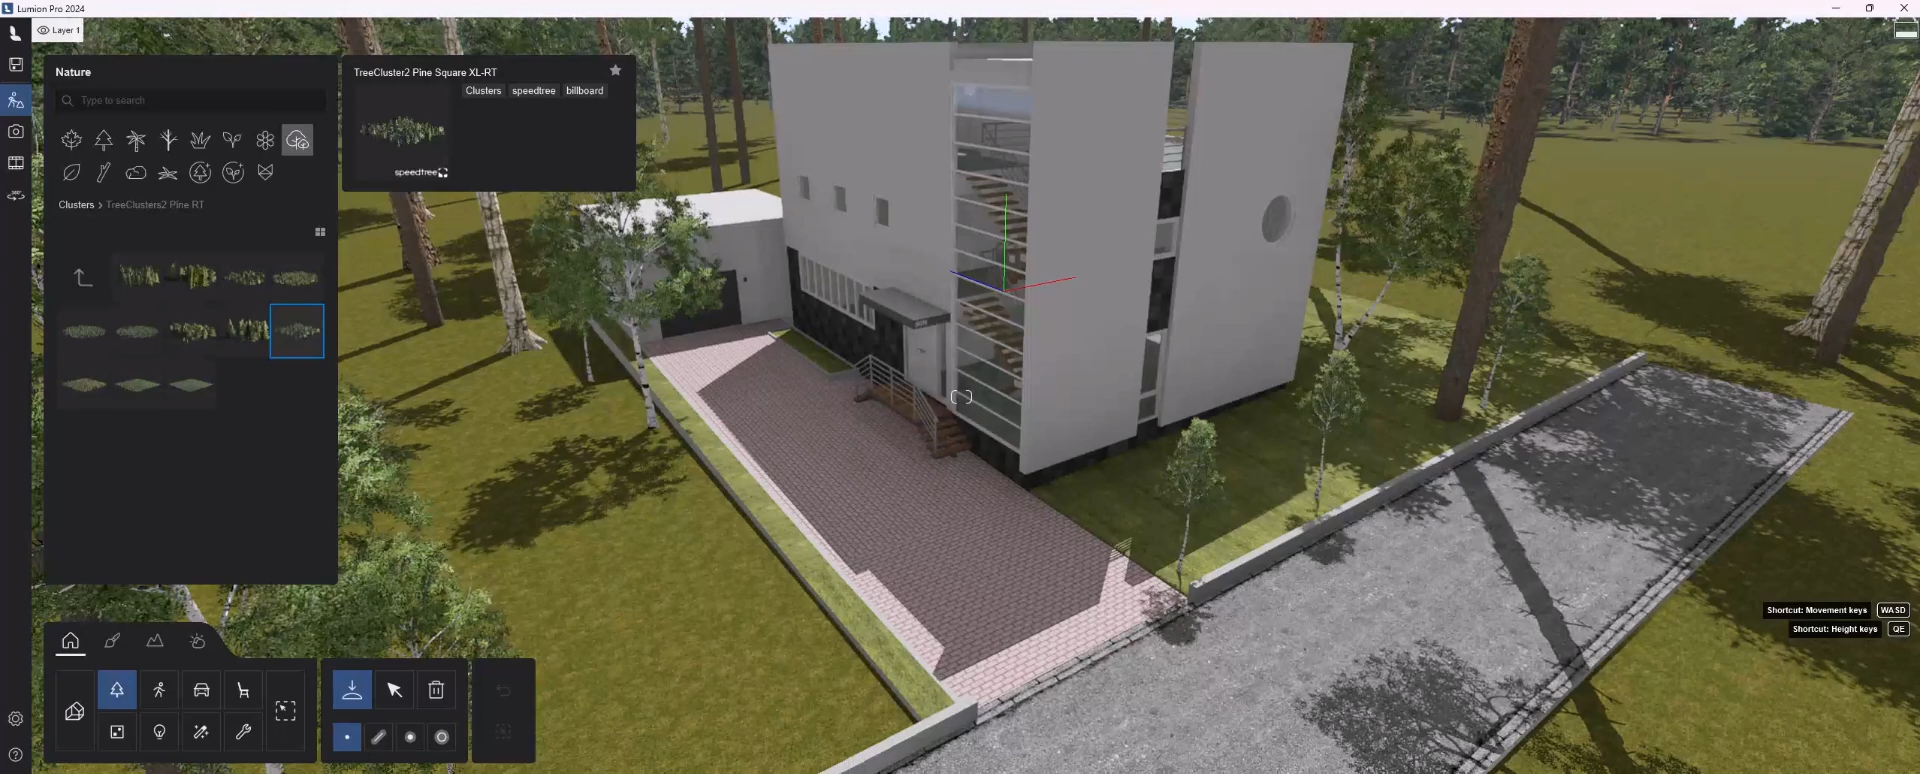 Lumion Pro 2024
Layer 1
Nature
Type to search
Clusters > TreeClusters2 Pine RT
TreeCluster2 Pine Square XL-RT
Clusters speedtree billboard
speedtree
Shortcut: Movement keys WASD
Shortcut: Height keys QE